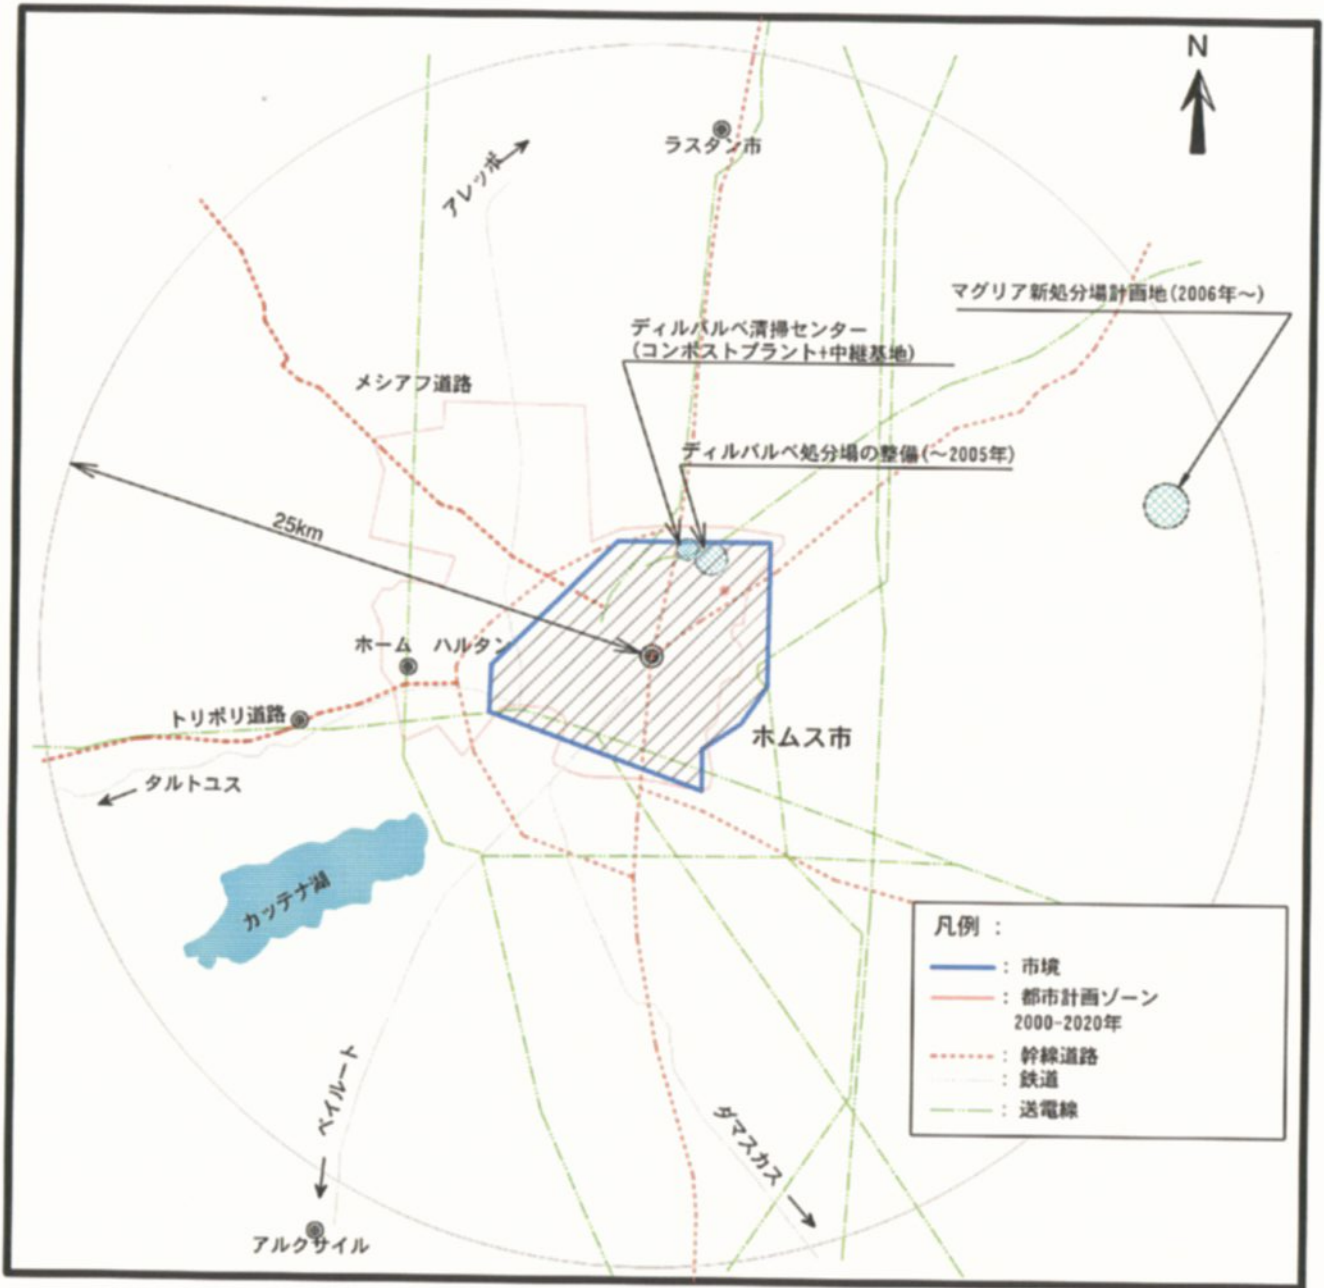 N
ラスタン市
アレッポ
マグリア新処分場計画地(2006年〜)
ディルバルベ清掃センター
(コンポストプラント+中継基地)
メシアフ道路
ディルバルベ処分場の整備(〜2005年)
25km
ホーム ハルタン
トリポリ道路
ホムス市
タルトユス
カッテナ湖
凡例 :
: 市境
: 都市計画ゾーン
2000-2020年
: 幹線道路
: 鉄道
: 送電線
ベイルート
ダマスカス
アルクサイル